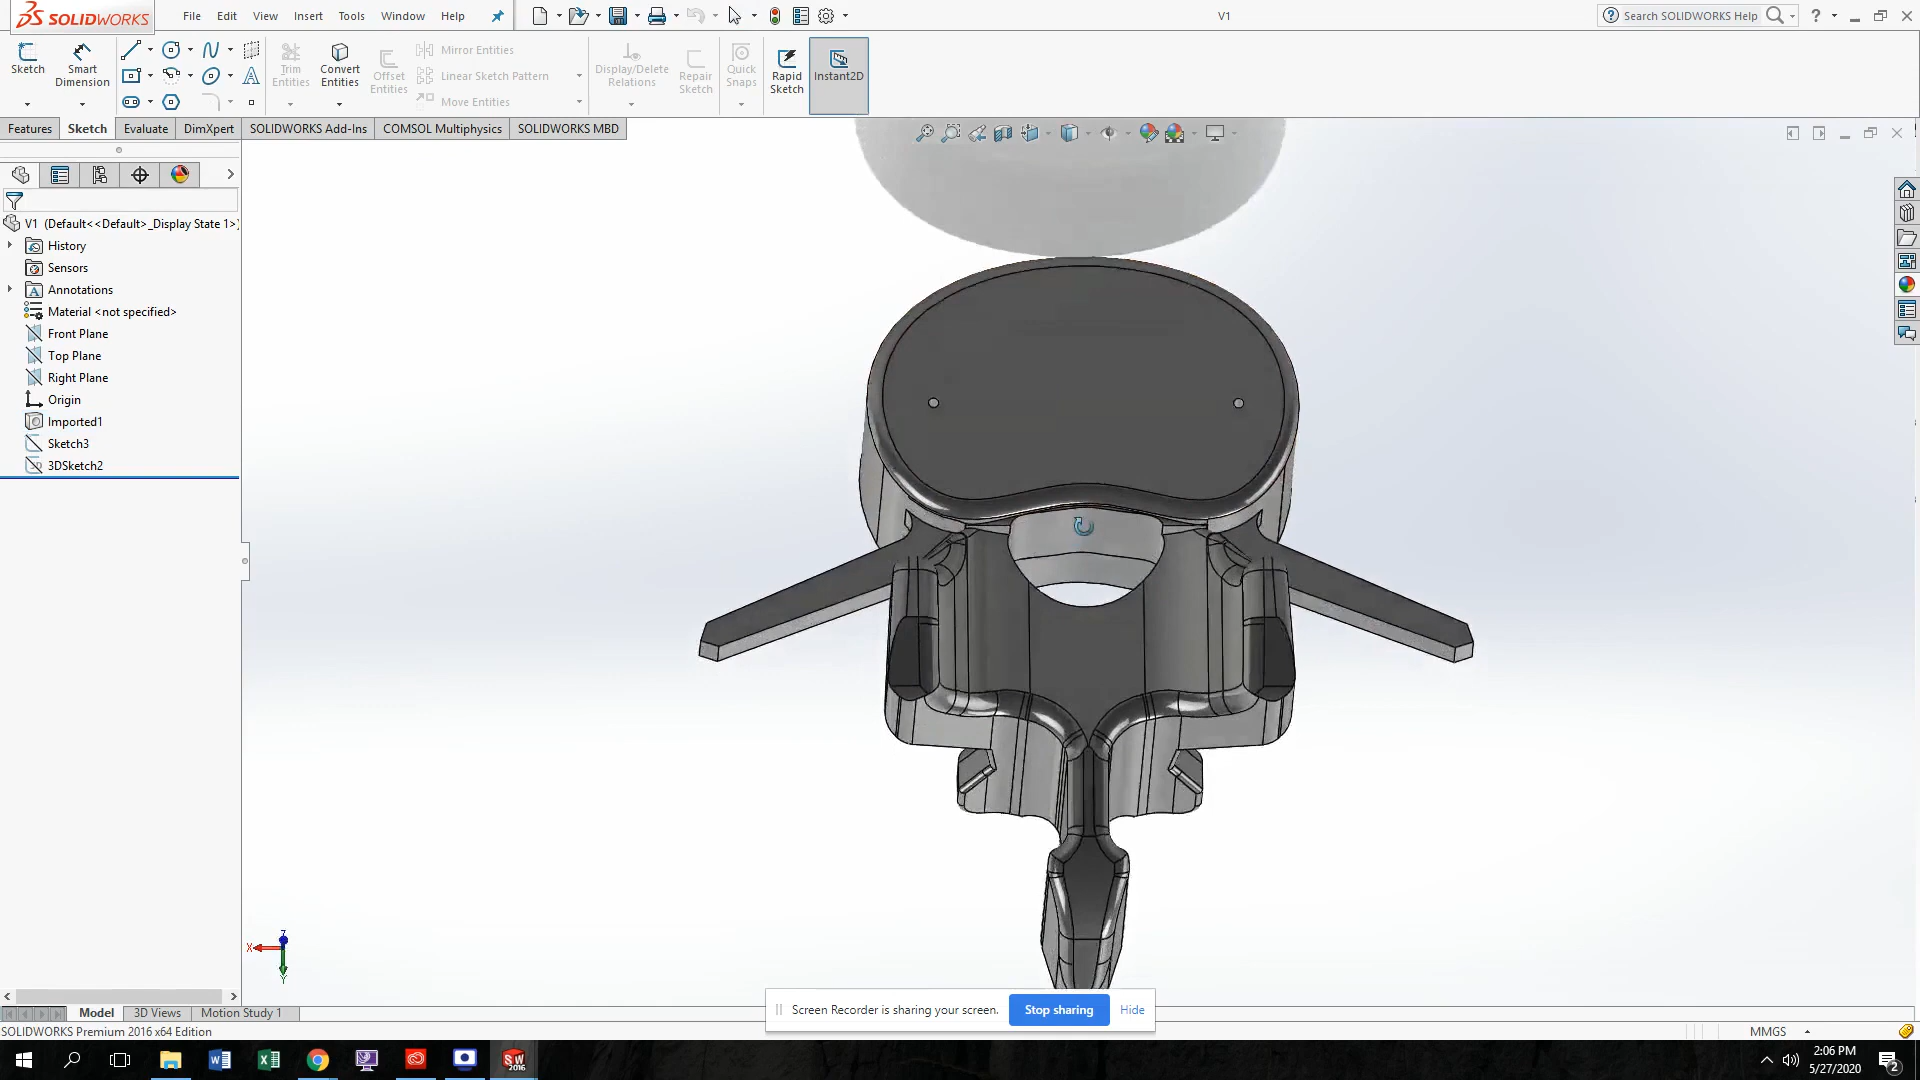 SOLIDWORKS File Edit View Insert Tools Window Help V1 Search SOLIDWORKS Help
Sketch Smart Dimension Trim Entities Convert Entities Offset Entities Mirror Entities Linear Sketch Pattern Move Entities Display/Delete Relations Repair Sketch Quick Snaps Rapid Sketch Instant2D
Features Sketch Evaluate DimXpert SOLIDWORKS Add-Ins COMSOL Multiphysics SOLIDWORKS MBD
V1 (Default<<Default>_Display State 1>)
History
Sensors
Annotations
Material <not specified>
Front Plane
Top Plane
Right Plane
Origin
Imported1
Sketch3
3DSketch2
Z
X
Y
Screen Recorder is sharing your screen. Stop sharing Hide
Model 3D Views Motion Study 1
SOLIDWORKS Premium 2016 x64 Edition MMGS
2:06 PM
5/27/2020
2